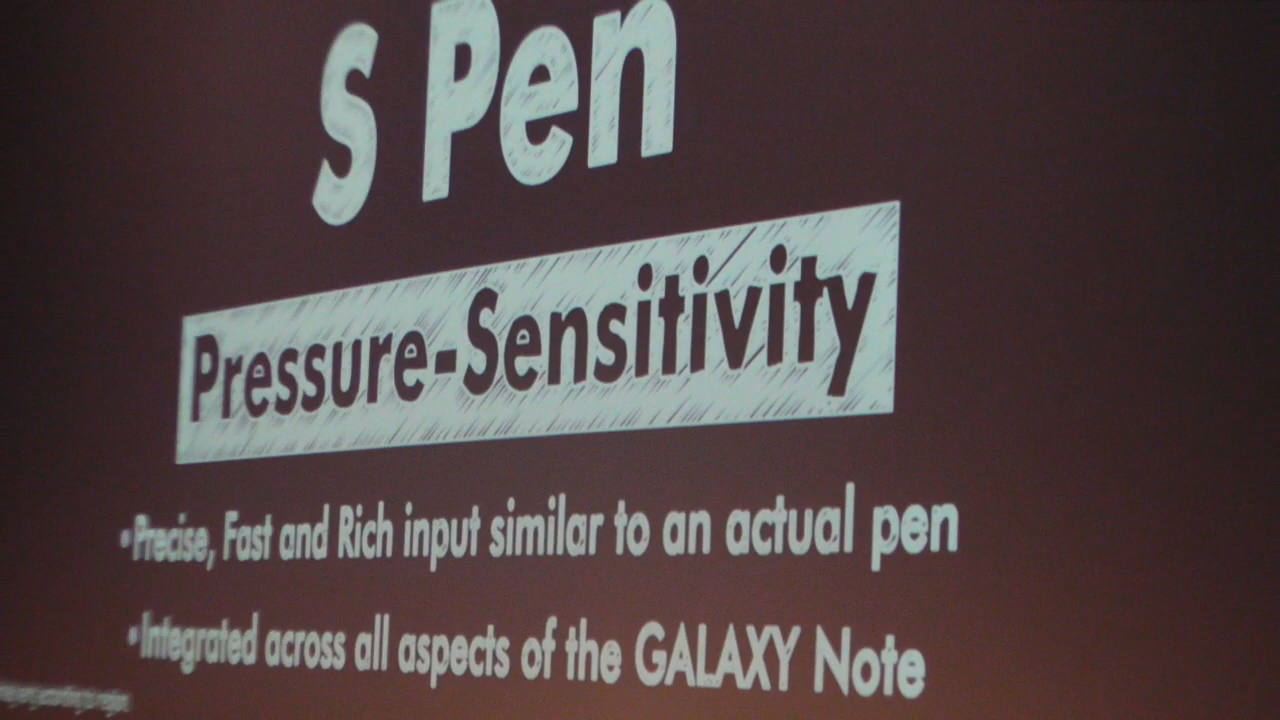 S Pen
Pressure-Sensitivity
•Precise, Fast and Rich input similar to an actual pen
•Integrated across all aspects of the GALAXY Note